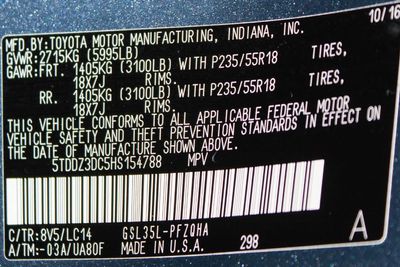 10/16
MFD.BY:TOYOTA MOTOR MANUFACTURING, INDIANA, INC.
GVWR:2715KG (5995LB)
GAWR:FRT. 1405KG (3100LB) WITH P235/55R18 TIRES,
18X7J RIMS.
RR. 1405KG (3100LB) WITH P235/55R18 TIRES,
18X7J RIMS.
THIS VEHICLE CONFORMS TO ALL APPLICABLE FEDERAL MOTOR
VEHICLE SAFETY AND THEFT PREVENTION STANDARDS IN EFFECT ON
THE DATE OF MANUFACTURE SHOWN ABOVE.
5TDDZ3DC5HS154788 MPV
C/TR:8V5/LC14 GSL35L-PFZQHA
A/TM:-03A/UA80F MADE IN U.S.A. 298 A